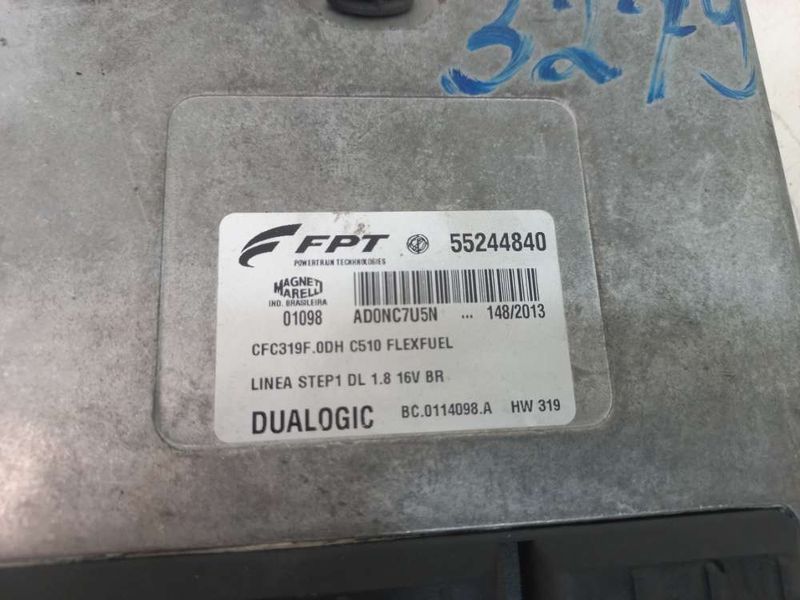 3279
FPT 55244840
POWERTRAIN TECHNOLOGIES
MAGNETI
MARELLI
IND. BRASILEIRA
01098 AD0NC7U5N ... 148/2013
CFC319F.0DH C510 FLEXFUEL
LINEA STEP1 DL 1.8 16V BR
DUALOGIC BC.0114098.A HW 319